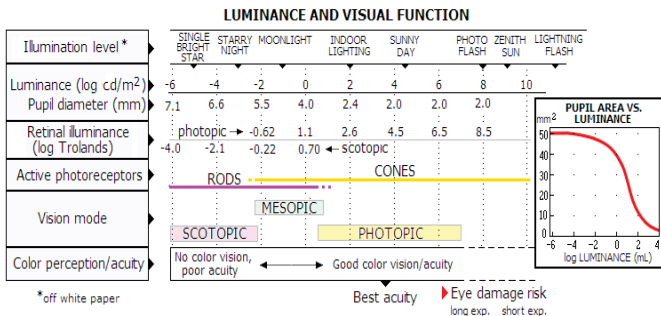 LUMINANCE AND VISUAL FUNCTION
Illumination level*
SINGLE BRIGHT STAR
STARRY NIGHT
MOONLIGHT
INDOOR LIGHTING
SUNNY DAY
PHOTO FLASH
ZENITH SUN
LIGHTNING FLASH
Luminance (log cd/m²) -6 -4 -2 0 2 4 6 8 10
Pupil diameter (mm) 7.1 6.6 5.5 4.0 2.4 2.0 2.0 2.0
Retinal illuminance (log Trolands)
photopic → -0.62 1.1 2.6 4.5 6.5 8.5
-4.0 -2.1 -0.22 0.70 ← scotopic
Active photoreceptors
RODS
CONES
Vision mode
MESOPIC
SCOTOPIC
PHOTOPIC
Color perception/acuity
No color vision, poor acuity
Good color vision/acuity
*off white paper
Best acuity
Eye damage risk
long exp. short exp.
PUPIL AREA VS. LUMINANCE
mm²
50
40
30
20
10
0
-6 -4 -2 0 2 4
log LUMINANCE (mL)